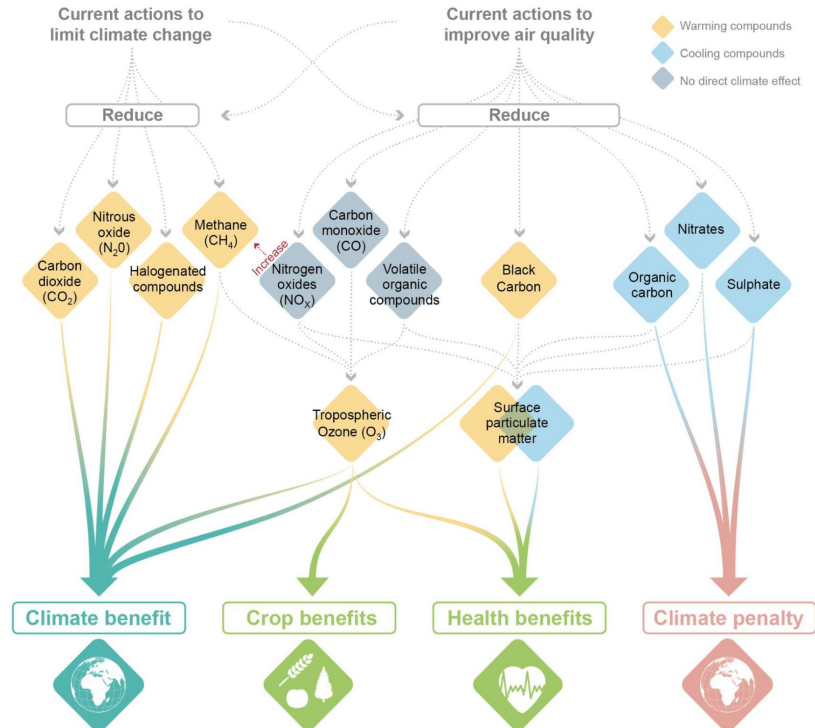 Current actions to
limit climate change
Current actions to
improve air quality
Warming compounds
Cooling compounds
No direct climate effect
Reduce
Reduce
Nitrous
oxide
(N₂0)
Methane
(CH₄)
Carbon
monoxide
(CO)
Nitrates
Increase
Carbon
dioxide
(CO₂)
Halogenated
compounds
Nitrogen
oxides
(NOₓ)
Volatile
organic
compounds
Black
Carbon
Organic
carbon
Sulphate
Tropospheric
Ozone (O₃)
Surface
particulate
matter
Climate benefit
Crop benefits
Health benefits
Climate penalty